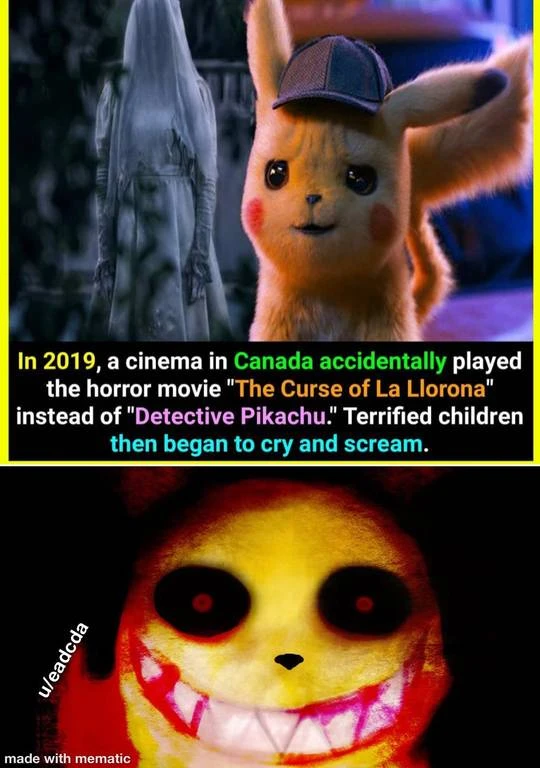 In 2019, a cinema in Canada accidentally played
the horror movie "The Curse of La Llorona"
instead of "Detective Pikachu." Terrified children
then began to cry and scream.
u/eadcda
made with mematic